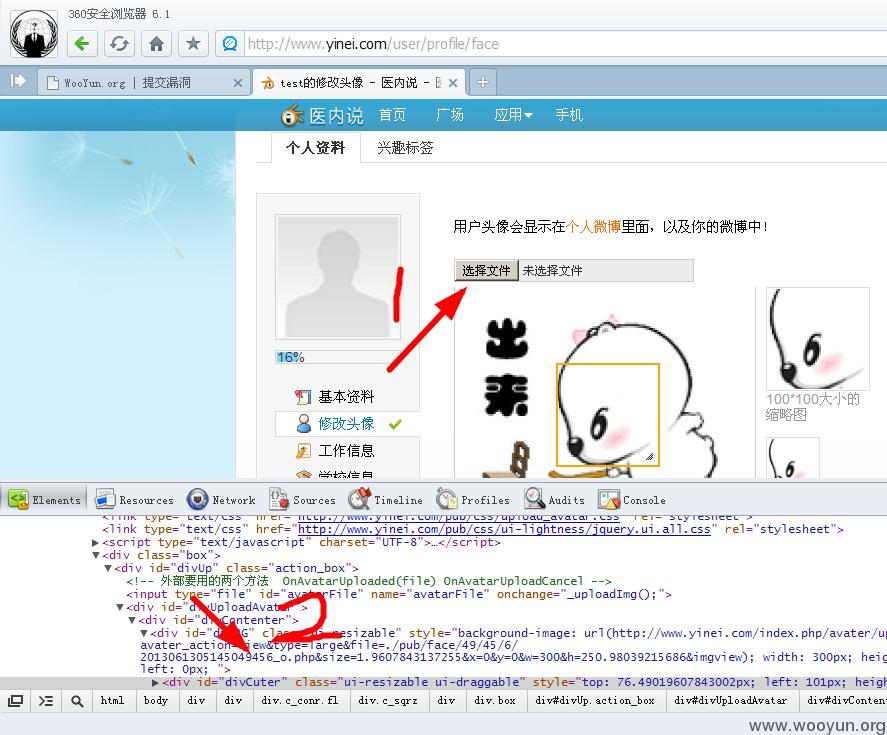 360安全浏览器 6.1
http://www.yinei.com/user/profile/face
WooYun.org | 提交漏洞
test的修改头像 - 医内说 -
医内说 首页 广场 应用 手机
个人资料 兴趣标签
用户头像会显示在个人微博里面，以及你的微博中!
选择文件 未选择文件
出来
16%
基本资料
修改头像
工作信息
学校信息
100*100大小的
缩略图
Elements Resources Network Sources Timeline Profiles Audits Console
<link type="text/css" href="http://www.yinei.com/pub/css/upload_avatar.css" rel="stylesheet">
<link type="text/css" href="http://www.yinei.com/pub/css/ui-lightness/jquery.ui.all.css" rel="stylesheet">
<script type="text/javascript" charset="UTF-8">…</script>
<div class="box">
<div id="divUp" class="action_box">
<!-- 外部要用的两个方法 OnAvatarUploaded(file) OnAvatarUploadCancel -->
<input type="file" id="avatarFile" name="avatarFile" onchange="_uploadImg();">
<div id="divUploadAvatar">
<div id="divContenter">
<div id= class="ui-resizable" style="background-image: url(http://www.yinei.com/index.php/avater/up
avater_action=view&type=large&file=./pub/face/49/45/6/
2013061305145049456_o.php&size=1.9607843137255&x=0&y=0&w=300&h=250.98039215686&imgview); width: 300px; heig
left: 0px; ">
<div id="divCuter" class="ui-resizable ui-draggable" style="top: 76.49019607843002px; left: 101px; height
html body div div div.c_conr.fl div.c_sqrz div div.box div#divUp.action_box div#divUploadAvatar div#divConten
www.wooyun.org